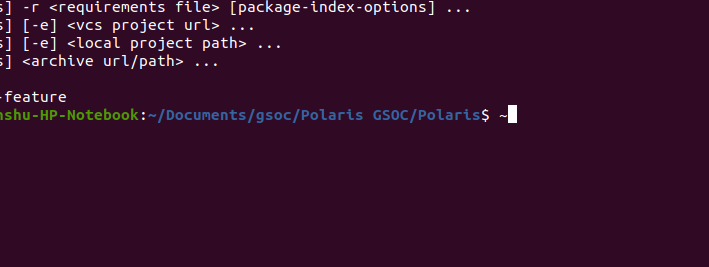 s] -r <requirements file> [package-index-options] ...
s] [-e] <vcs project url> ...
s] [-e] <local project path> ...
s] <archive url/path> ...
-feature
nshu-HP-Notebook:~/Documents/gsoc/Polaris GSOC/Polaris$ ~